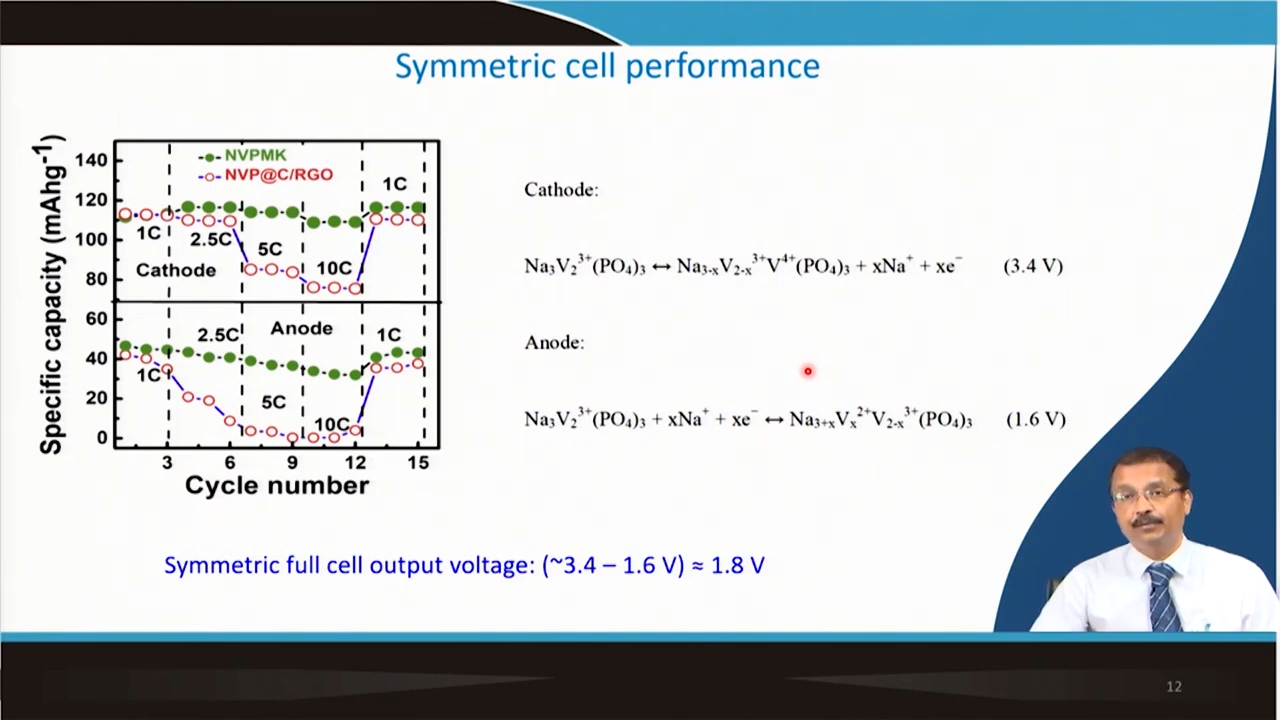 Symmetric cell performance
Specific capacity (mAhg⁻¹)
140
120
100
80
60
40
20
0
NVPMK
NVP@C/RGO
1C
1C
2.5C
5C
10C
Cathode
2.5C
Anode
1C
1C
5C
10C
3 6 9 12 15
Cycle number
Cathode:
Na₃V₂³⁺(PO₄)₃ ↔ Na₃₋ₓV₂₋ₓ³⁺V⁴⁺(PO₄)₃ + xNa⁺ + xe⁻ (3.4 V)
Anode:
Na₃V₂³⁺(PO₄)₃ + xNa⁺ + xe⁻ ↔ Na₃₊ₓVₓ²⁺V₂₋ₓ³⁺(PO₄)₃ (1.6 V)
Symmetric full cell output voltage: (~3.4 – 1.6 V) ≈ 1.8 V
12